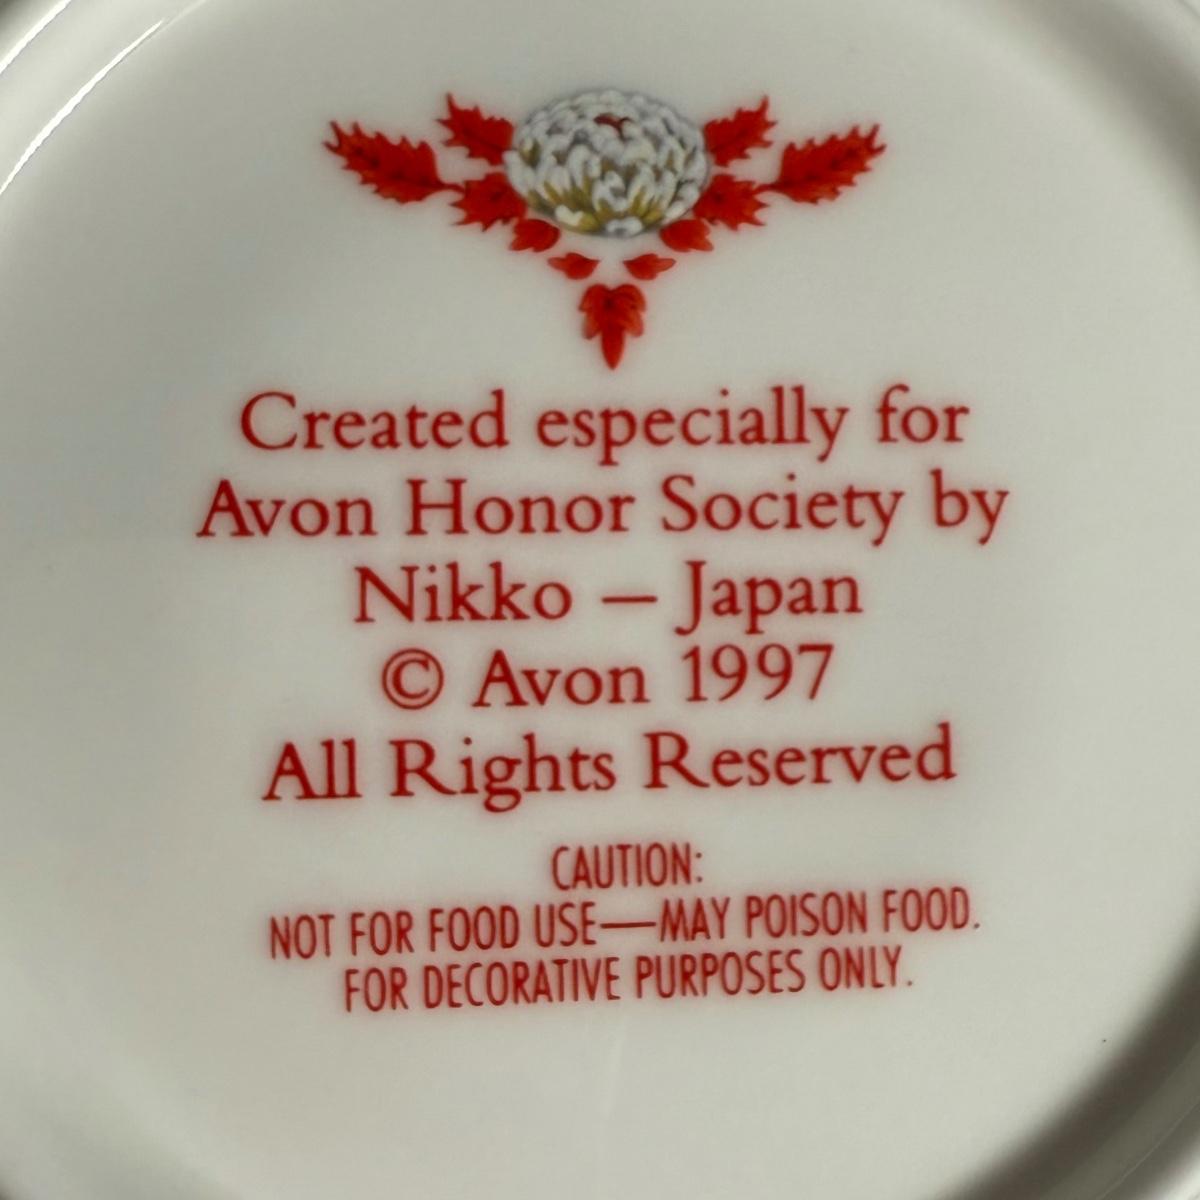 Created especially for
Avon Honor Society by
Nikko – Japan
© Avon 1997
All Rights Reserved
CAUTION:
NOT FOR FOOD USE—MAY POISON FOOD.
FOR DECORATIVE PURPOSES ONLY.